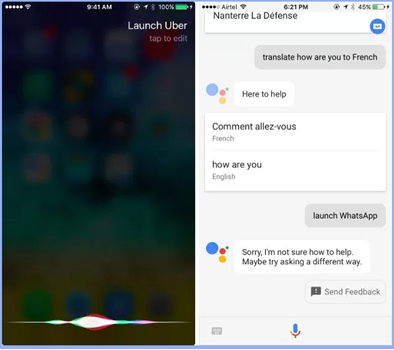 9:41 AM
100%
Launch Uber
tap to edit
Airtel
6:21 PM
45%
Nanterre La Défense
translate how are you to French
Here to help
Comment allez-vous
French
how are you
English
launch WhatsApp
Sorry, I'm not sure how to help.
Maybe try asking a different way.
Send Feedback